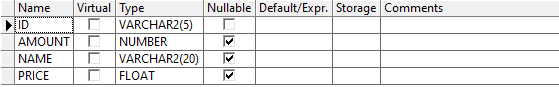 Name Virtual Type Nullable Default/Expr. Storage Comments
ID VARCHAR2(5)
AMOUNT NUMBER
NAME VARCHAR2(20)
PRICE FLOAT